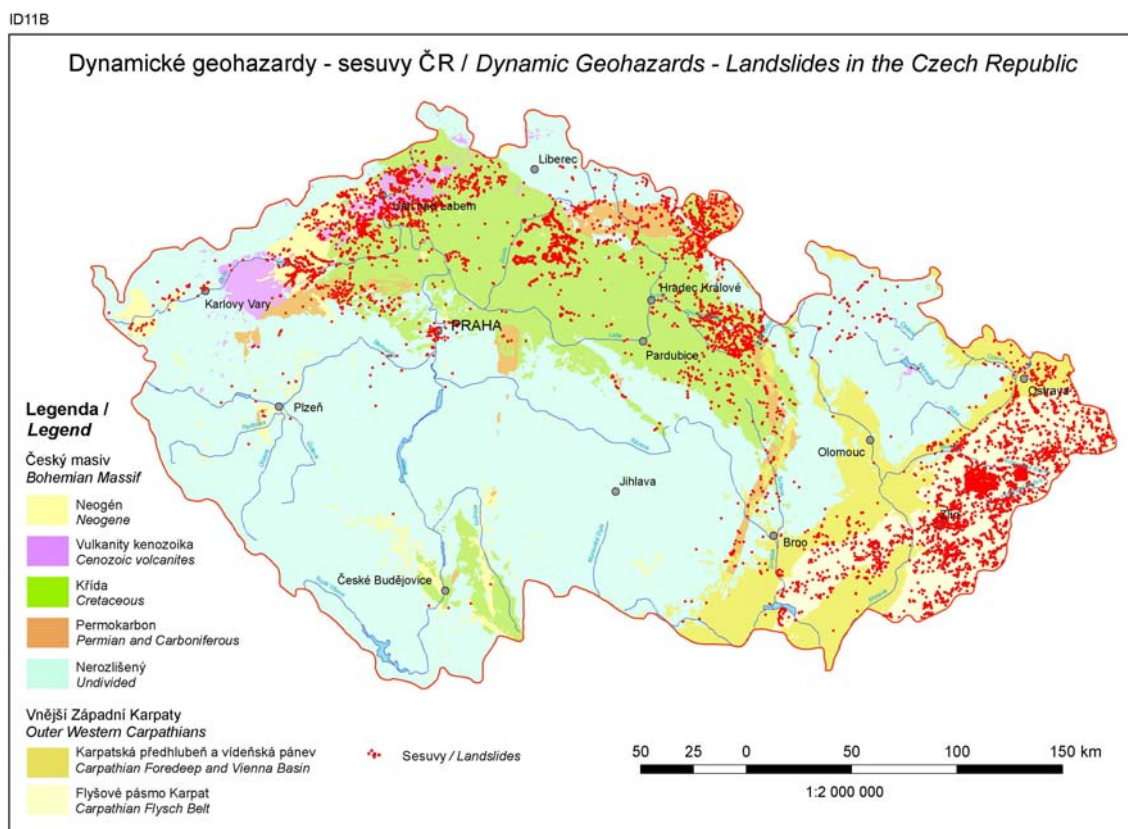 ID11B
Dynamické geohazardy - sesuvy ČR / Dynamic Geohazards - Landslides in the Czech Republic
Liberec
Ústí nad Labem
Karlovy Vary
Hradec Králové
PRAHA
Pardubice
Plzeň
Ostrava
Olomouc
Jihlava
Zlín
Brno
České Budějovice
Legenda /
Legend
Český masiv
Bohemian Massif
Neogén
Neogene
Vulkanity kenozoika
Cenozoic volcanites
Křída
Cretaceous
Permokarbon
Permian and Carboniferous
Nerozlišený
Undivided
Vnější Západní Karpaty
Outer Western Carpathians
Karpatská předhlubeň a vídeňská pánev
Carpathian Foredeep and Vienna Basin
Flyšové pásmo Karpat
Carpathian Flysch Belt
Sesuvy / Landslides
50 25 0 50 100 150 km
1:2 000 000